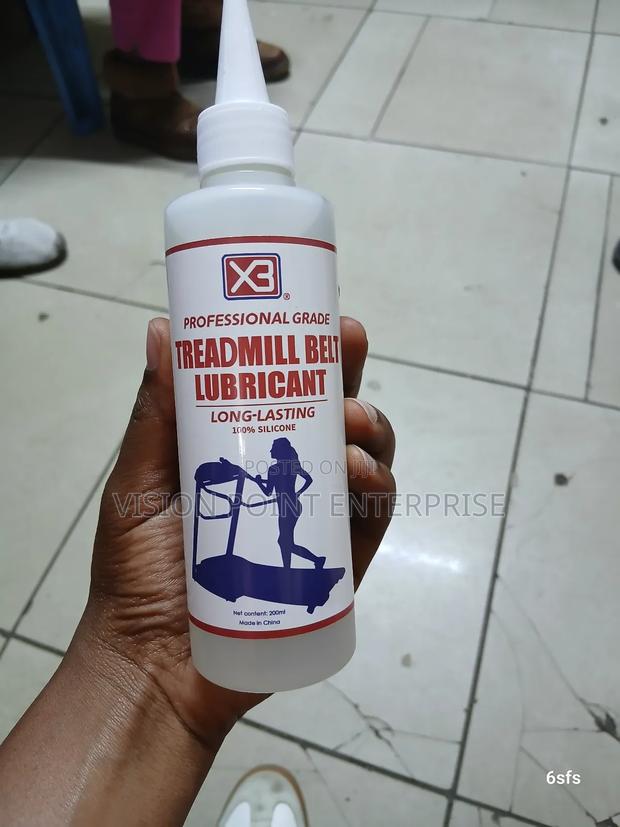 XB
®
PROFESSIONAL GRADE
TREADMILL BELT
LUBRICANT
LONG-LASTING
100% SILICONE
POSTED ON Jiji
VISION POINT ENTERPRISE
Net content: 200ml
Made in China
6sfs